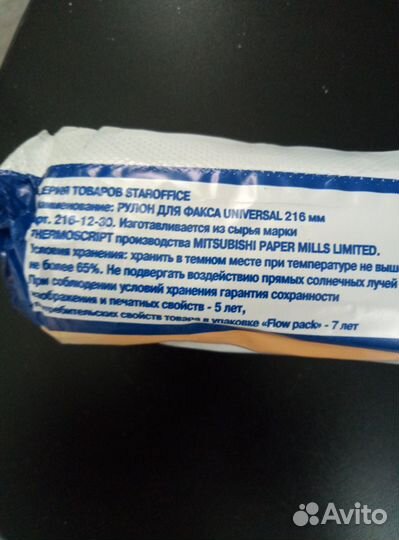 СЕРИЯ ТОВАРОВ STAROFFICE
Наименование: РУЛОН ДЛЯ ФАКСА UNIVERSAL 216 мм
арт. 216-12-30. Изготавливается из сырья марки
THERMOSCRIPT производства MITSUBISHI PAPER MILLS LIMITED.
Условия хранения: хранить в темном месте при температуре не выш
не более 65%. Не подвергать воздействию прямых солнечных лучей
При соблюдении условий хранения гарантия сохранности
изображения и печатных свойств - 5 лет,
потребительских свойств товара в упаковке «Flow pack» - 7 лет
Avito